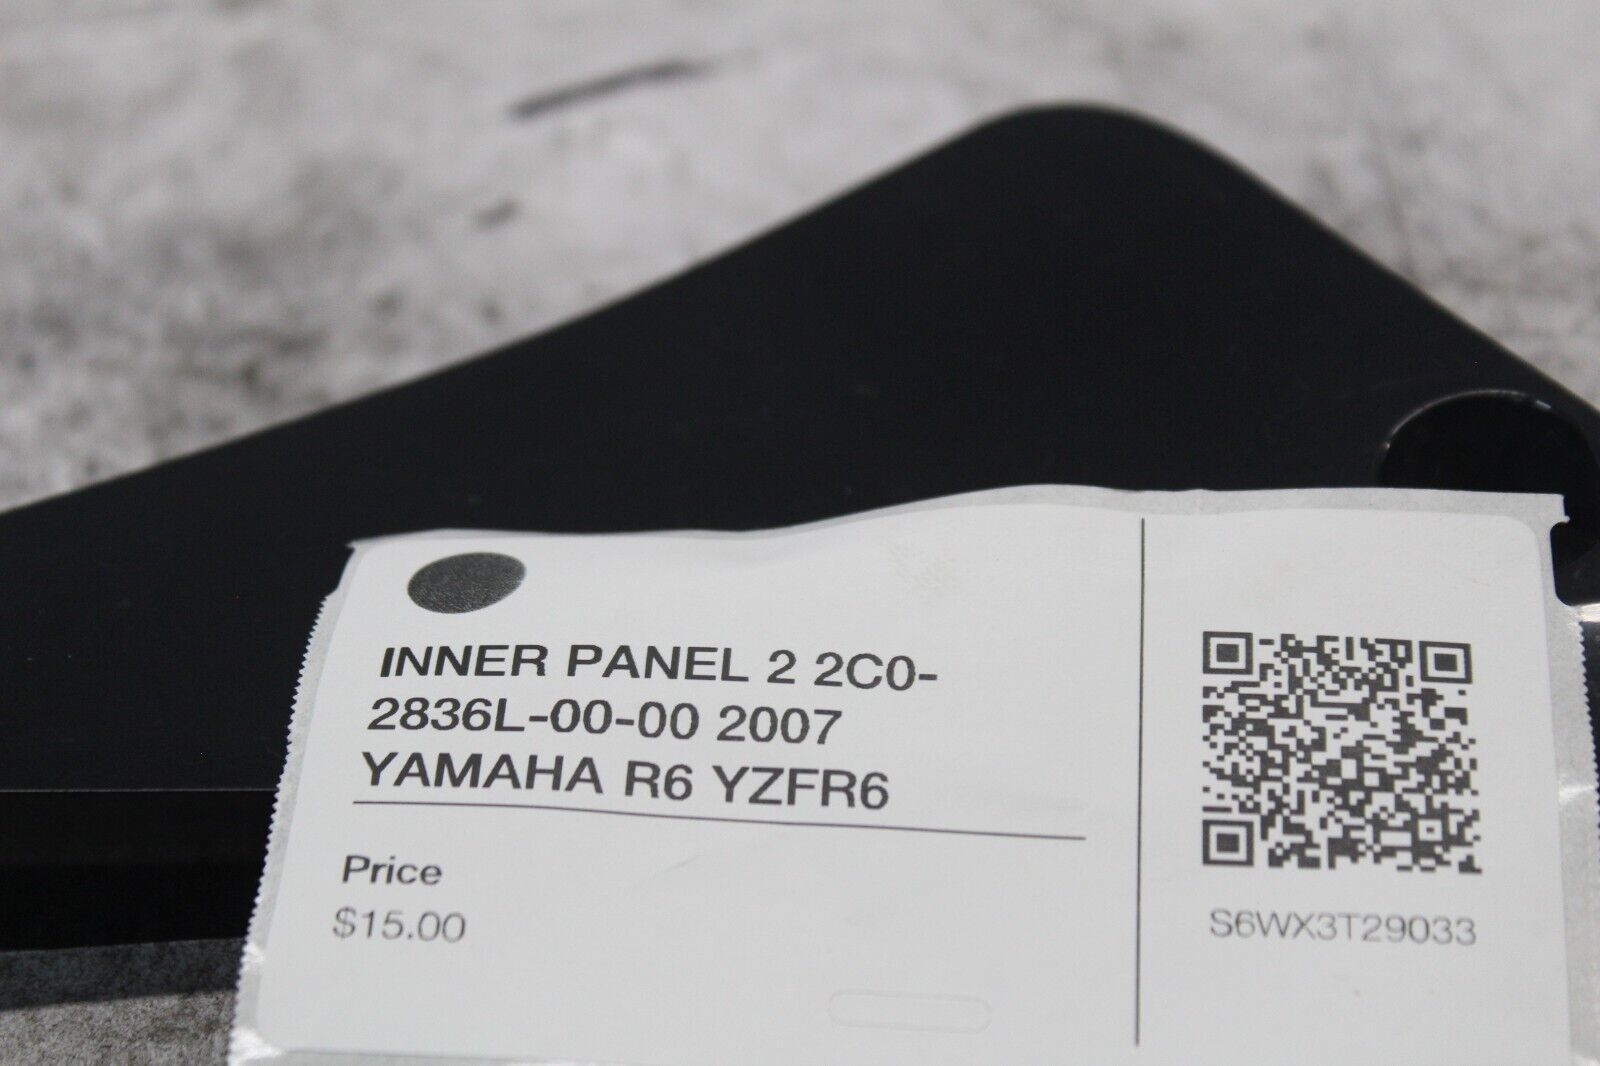 INNER PANEL 2 2C0-
2836L-00-00 2007
YAMAHA R6 YZFR6
Price
$15.00
S6WX3T29033